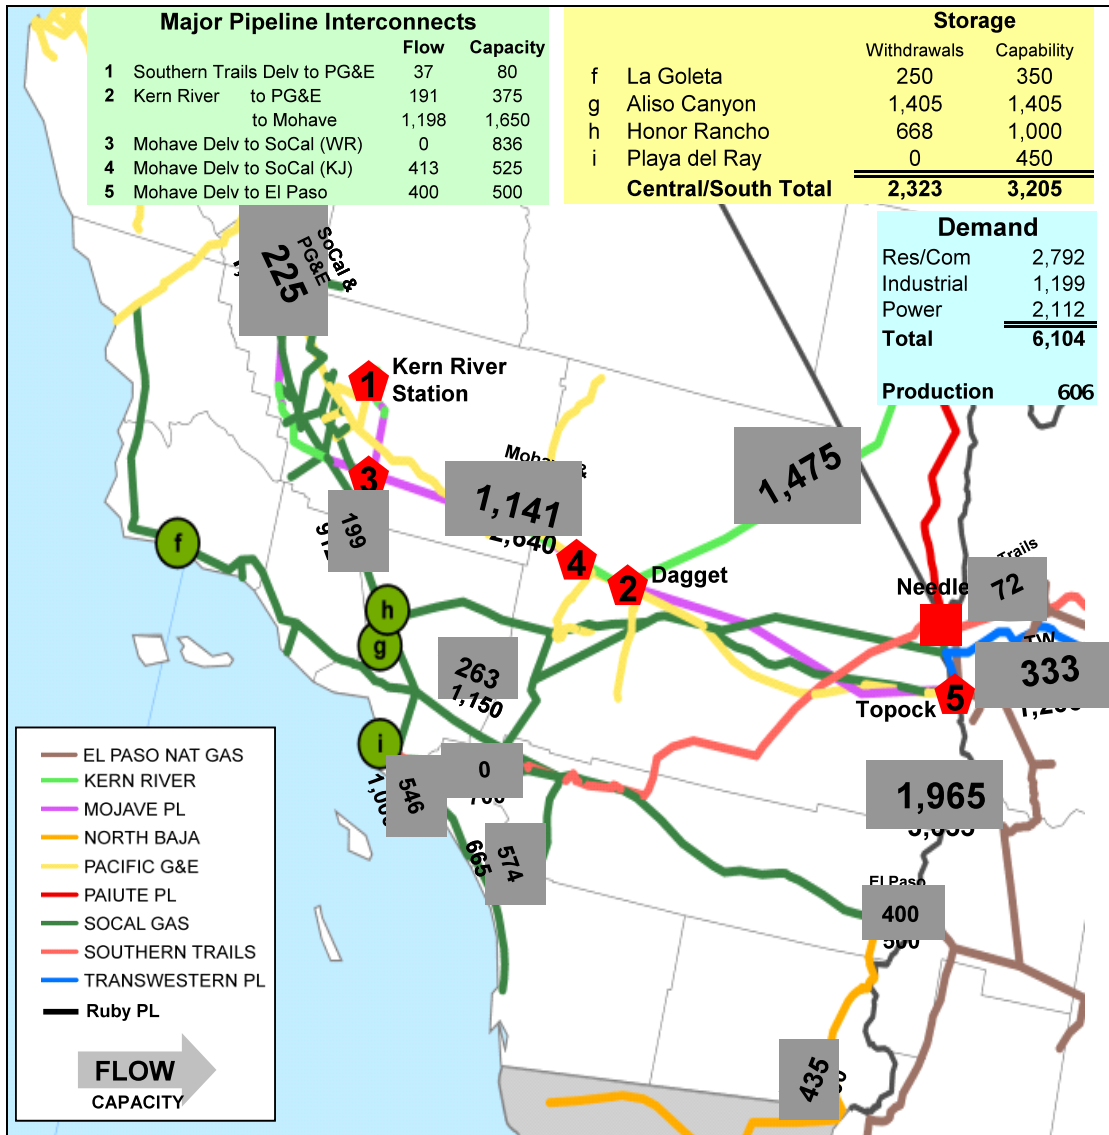 Major Pipeline Interconnects
Flow Capacity
1 Southern Trails Delv to PG&E 37 80
2 Kern River to PG&E 191 375
to Mohave 1,198 1,650
3 Mohave Delv to SoCal (WR) 0 836
4 Mohave Delv to SoCal (KJ) 413 525
5 Mohave Delv to El Paso 400 500
Storage
Withdrawals Capability
f La Goleta 250 350
g Aliso Canyon 1,405 1,405
h Honor Rancho 668 1,000
i Playa del Ray 0 450
Central/South Total 2,323 3,205
Demand
Res/Com 2,792
Industrial 1,199
Power 2,112
Total 6,104
Production 606
SoCal &
PG&E
225
1
Kern River
Station
3
1,141
2,640
1,475
199
4
2
Dagget
f
h
g
i
Trails
72
Needle
TW
333
5
Topock
263
1,150
0
546
574
665
1,965
El Paso
400
500
435
EL PASO NAT GAS
KERN RIVER
MOJAVE PL
NORTH BAJA
PACIFIC G&E
PAIUTE PL
SOCAL GAS
SOUTHERN TRAILS
TRANSWESTERN PL
Ruby PL
FLOW
CAPACITY